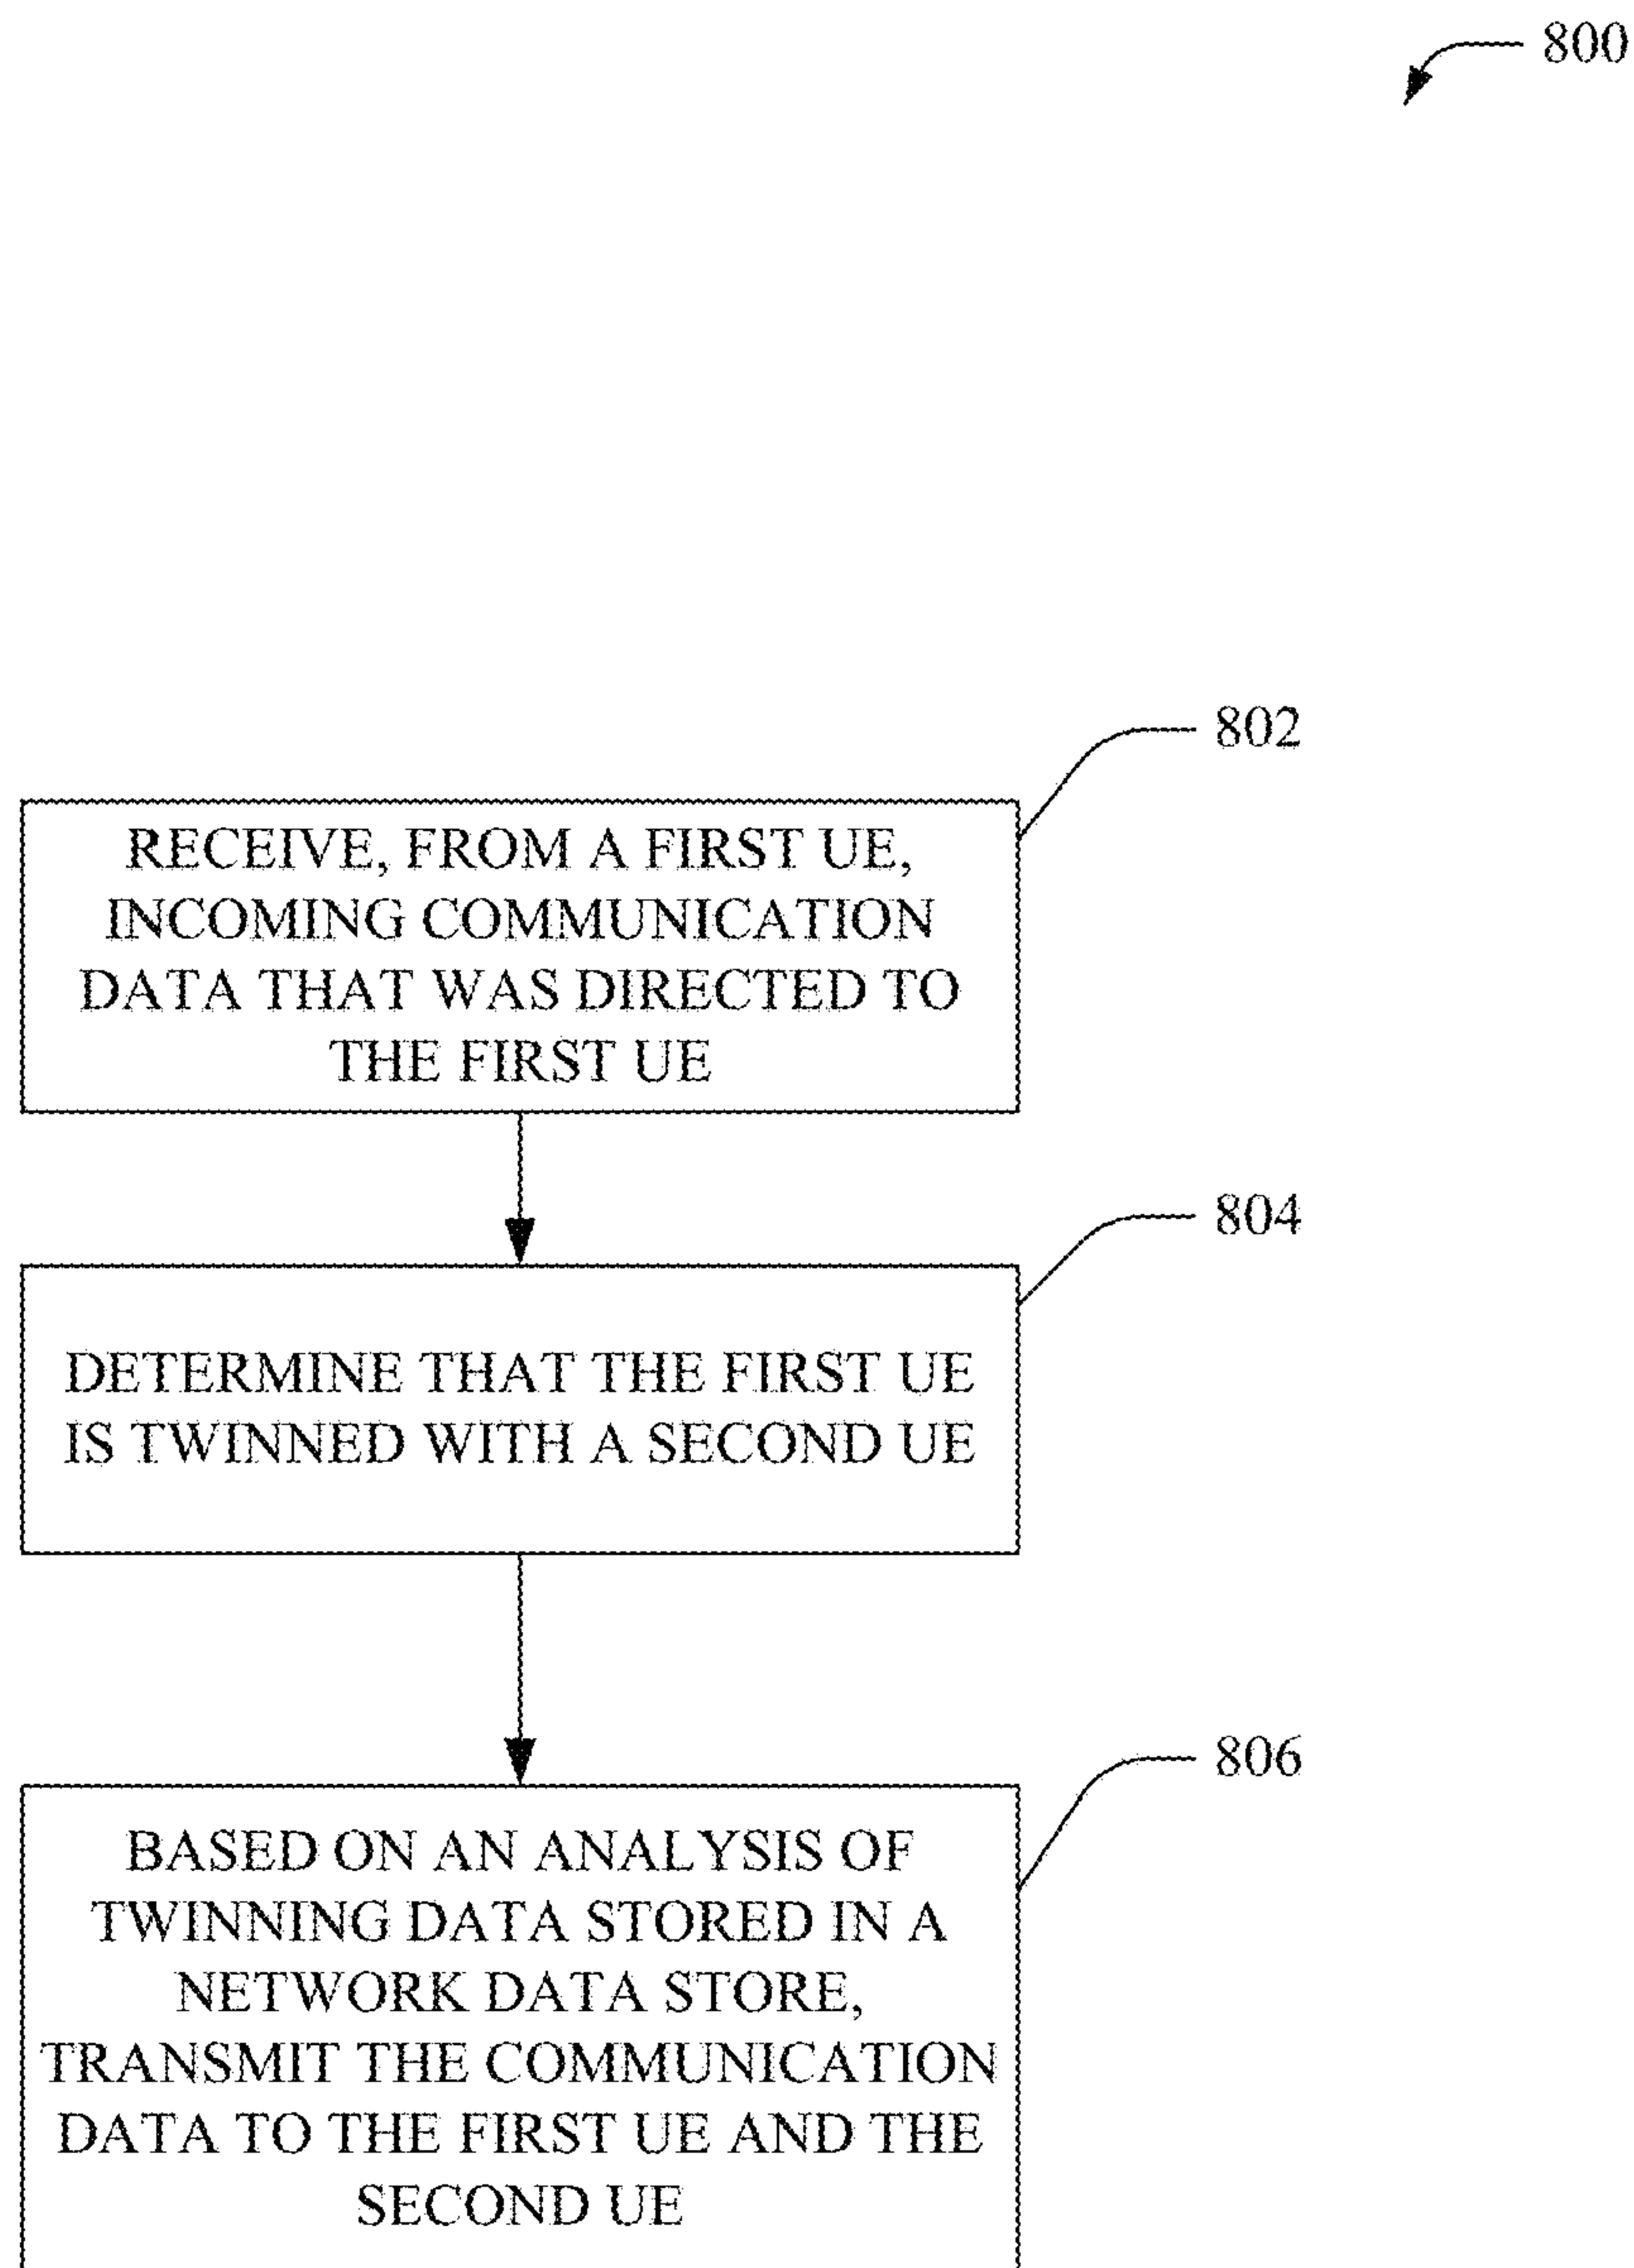 800
802
RECEIVE, FROM A FIRST UE,
INCOMING COMMUNICATION
DATA THAT WAS DIRECTED TO
THE FIRST UE
804
DETERMINE THAT THE FIRST UE
IS TWINNED WITH A SECOND UE
806
BASED ON AN ANALYSIS OF
TWINNING DATA STORED IN A
NETWORK DATA STORE,
TRANSMIT THE COMMUNICATION
DATA TO THE FIRST UE AND THE
SECOND UE